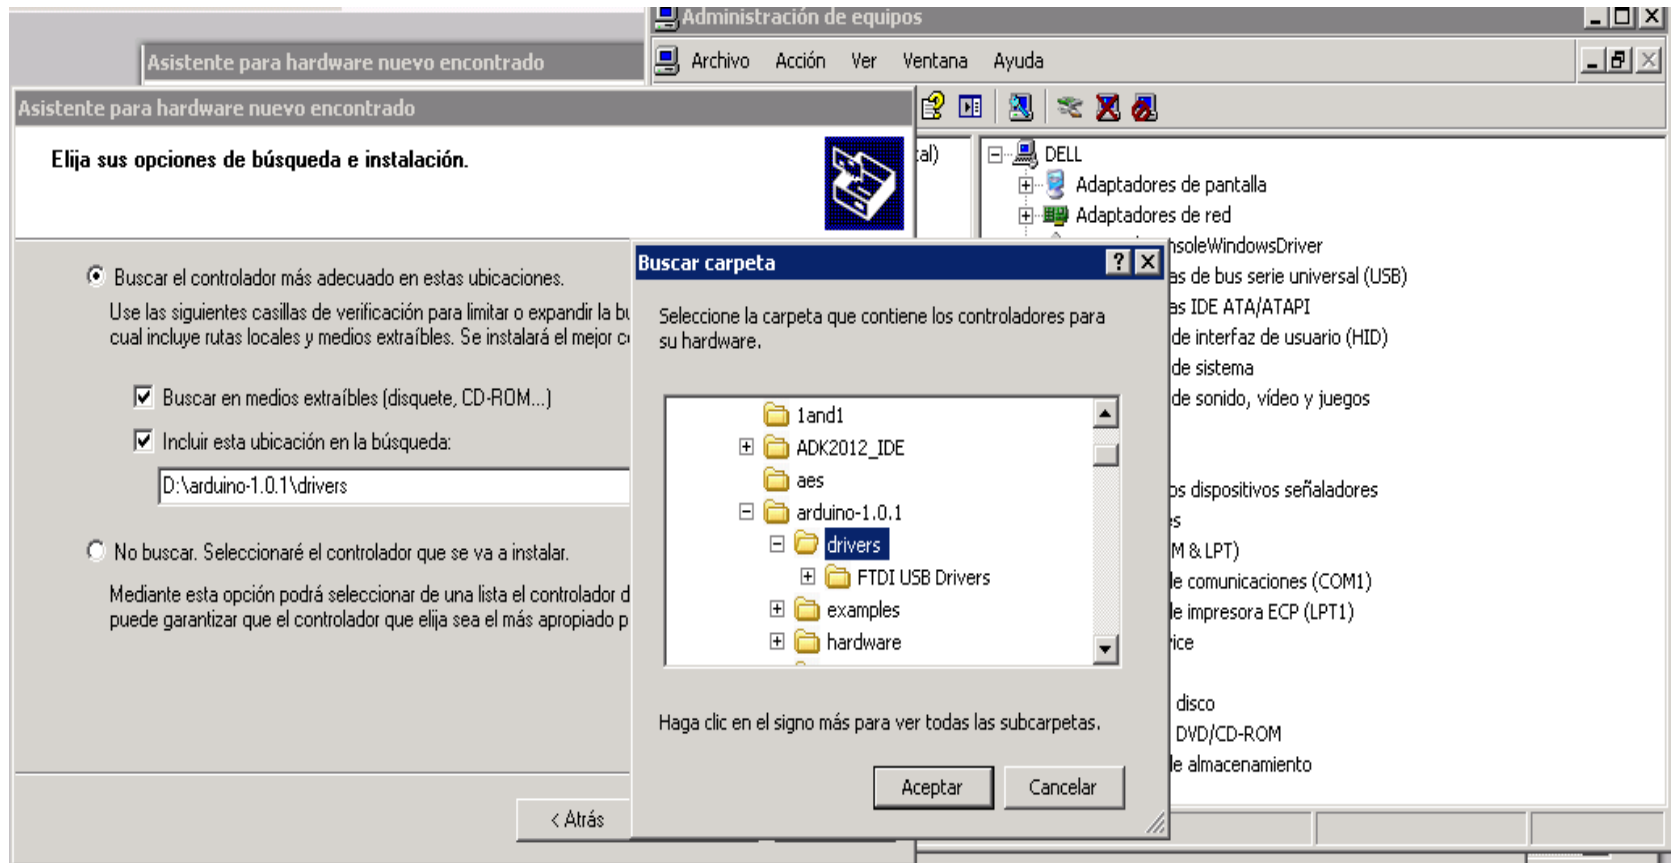 Administración de equipos
Asistente para hardware nuevo encontrado
Archivo Acción Ver Ventana Ayuda
Asistente para hardware nuevo encontrado
Elija sus opciones de búsqueda e instalación.
Buscar el controlador más adecuado en estas ubicaciones.
Use las siguientes casillas de verificación para limitar o expandir la
cual incluye rutas locales y medios extraíbles. Se instalará el mejor
Buscar en medios extraíbles (disquete, CD-ROM...)
Incluir esta ubicación en la búsqueda:
D:\arduino-1.0.1\drivers
No buscar. Seleccionaré el controlador que se va a instalar.
Mediante esta opción podrá seleccionar de una lista el controlador
puede garantizar que el controlador que elija sea el más apropiado
< Atrás
Buscar carpeta
Seleccione la carpeta que contiene los controladores para
su hardware.
1and1
ADK2012_IDE
aes
arduino-1.0.1
drivers
FTDI USB Drivers
examples
hardware
Haga clic en el signo más para ver todas las subcarpetas.
Aceptar Cancelar
DELL
Adaptadores de pantalla
Adaptadores de red
nsoleWindowsDriver
as de bus serie universal (USB)
as IDE ATA/ATAPI
de interfaz de usuario (HID)
de sistema
de sonido, vídeo y juegos
os dispositivos señaladores
M & LPT)
de comunicaciones (COM1)
de impresora ECP (LPT1)
disco
DVD/CD-ROM
de almacenamiento